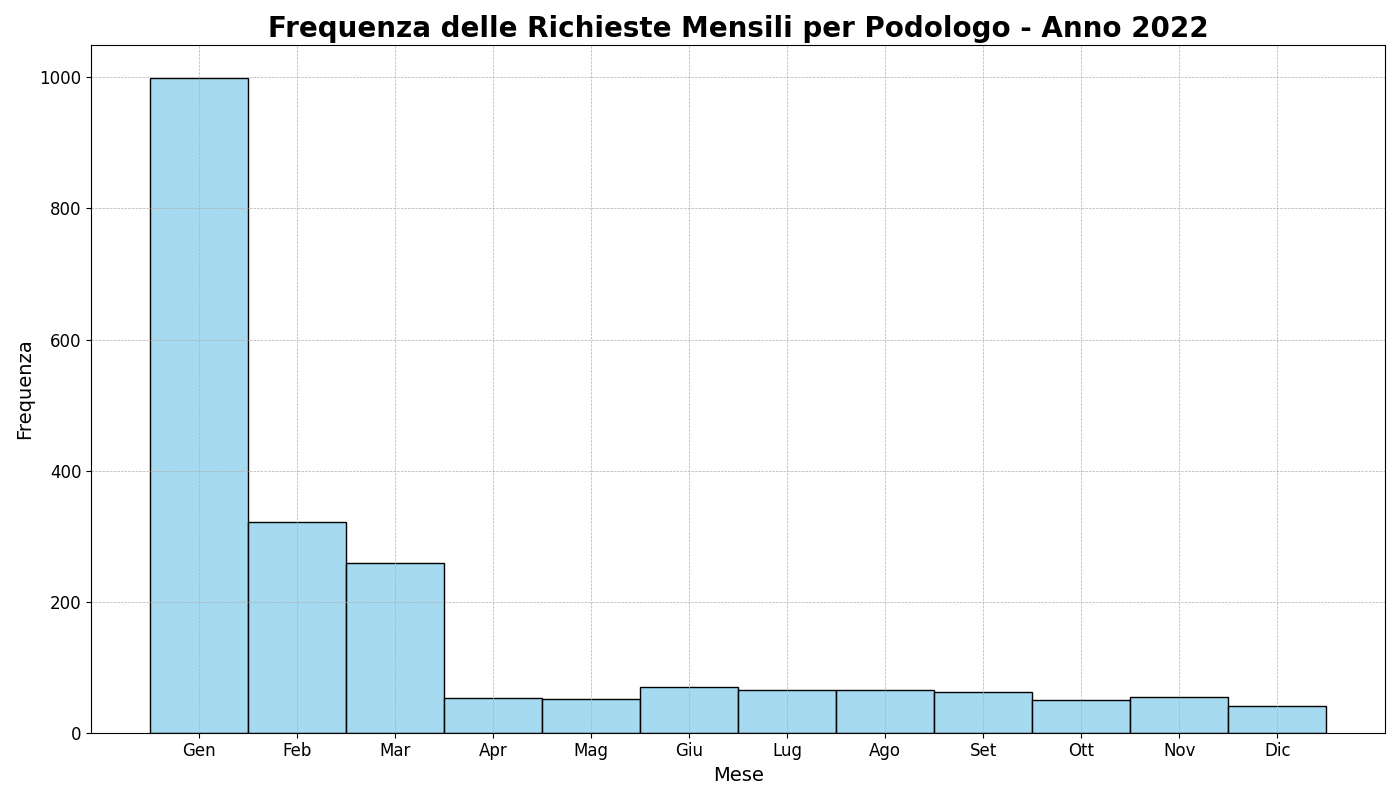 Frequenza delle Richieste Mensili per Podologo - Anno 2022
1000
800
600
400
200
0
Frequenza
Gen Feb Mar Apr Mag Giu Lug Ago Set Ott Nov Dic
Mese